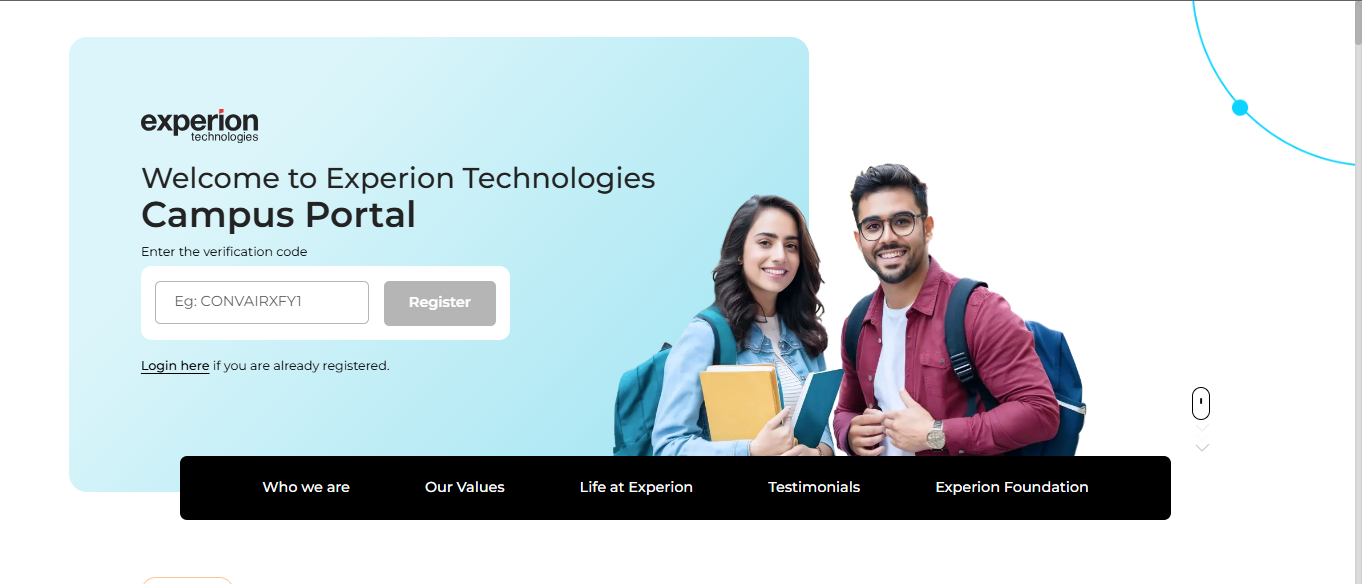 experion
technologies
Welcome to Experion Technologies
Campus Portal
Enter the verification code
Eg: CONVAIRXFY1
Register
Login here if you are already registered.
Who we are
Our Values
Life at Experion
Testimonials
Experion Foundation